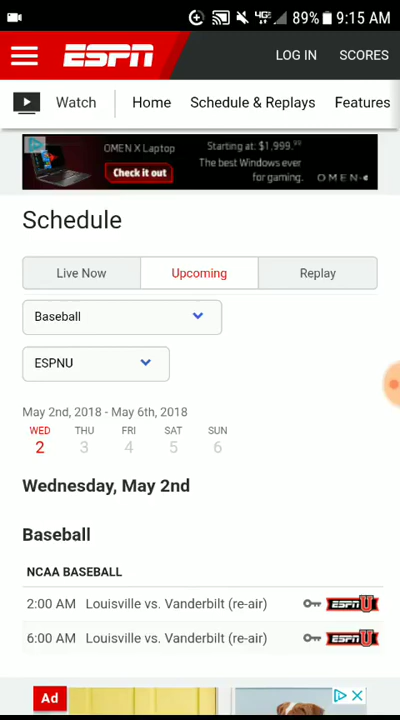 4G 89% 9:15 AM
ESPN LOG IN SCORES
Watch Home Schedule & Replays Features
OMEN X Laptop
Check it out
Starting at: $1,999.99
The best Windows ever
for gaming.
OMEN
Schedule
Live Now Upcoming Replay
Baseball
ESPNU
May 2nd, 2018 - May 6th, 2018
WED THU FRI SAT SUN
2 3 4 5 6
Wednesday, May 2nd
Baseball
NCAA BASEBALL
2:00 AM Louisville vs. Vanderbilt (re-air) ESPN U
6:00 AM Louisville vs. Vanderbilt (re-air) ESPN U
Ad